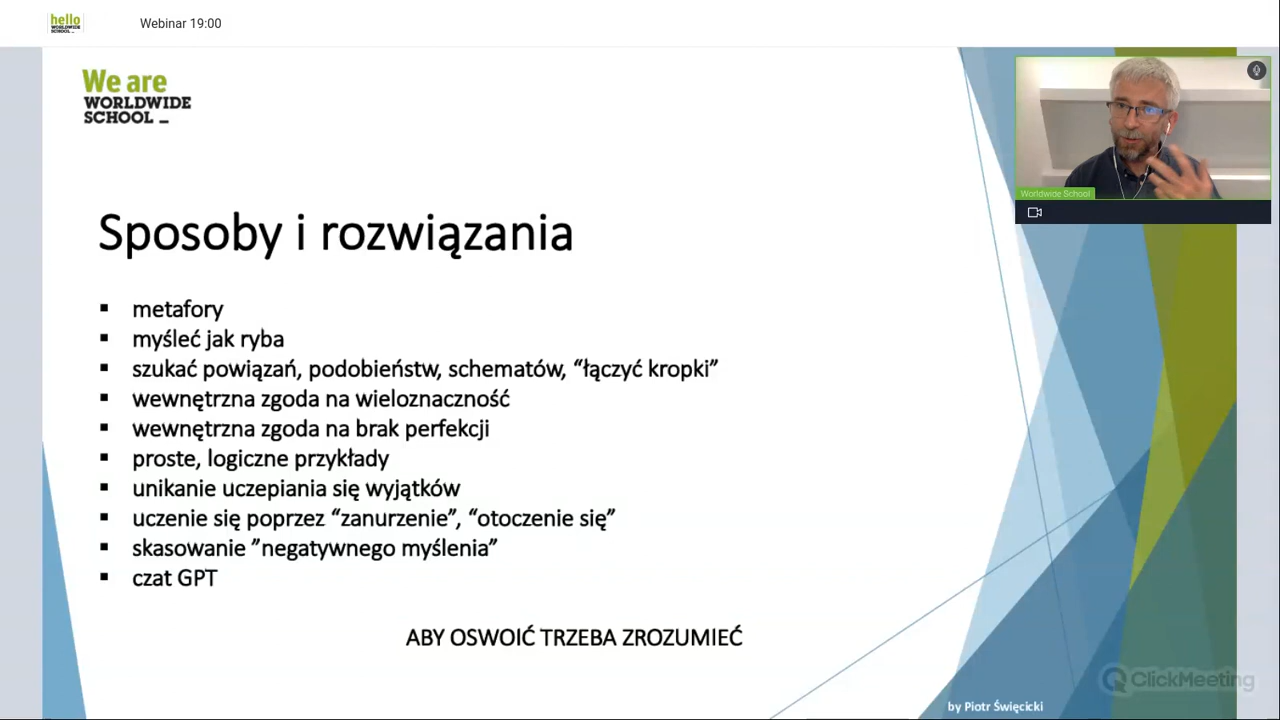 hello
WORLDWIDE
SCHOOL _
Webinar 19:00
We are
WORLDWIDE
SCHOOL _
Worldwide School
Sposoby i rozwiązania
▪ metafory
▪ myśleć jak ryba
▪ szukać powiązań, podobieństw, schematów, “łączyć kropki”
▪ wewnętrzna zgoda na wieloznaczność
▪ wewnętrzna zgoda na brak perfekcji
▪ proste, logiczne przykłady
▪ unikanie uczepiania się wyjątków
▪ uczenie się poprzez “zanurzenie”, “otoczenie się”
▪ skasowanie ”negatywnego myślenia”
▪ czat GPT
ABY OSWOIĆ TRZEBA ZROZUMIEĆ
ClickMeeting
by Piotr Święcicki